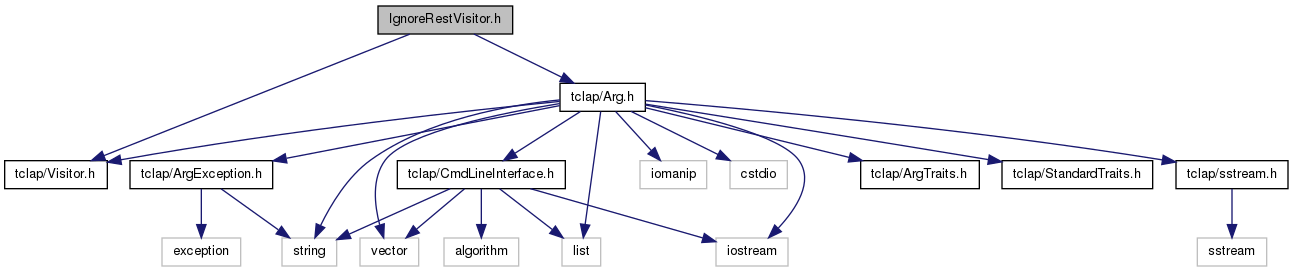 IgnoreRestVisitor.h
tclap/Arg.h
tclap/Visitor.h
tclap/ArgException.h
tclap/CmdLineInterface.h
iomanip
cstdio
tclap/ArgTraits.h
tclap/StandardTraits.h
tclap/sstream.h
exception
string
vector
algorithm
list
iostream
sstream